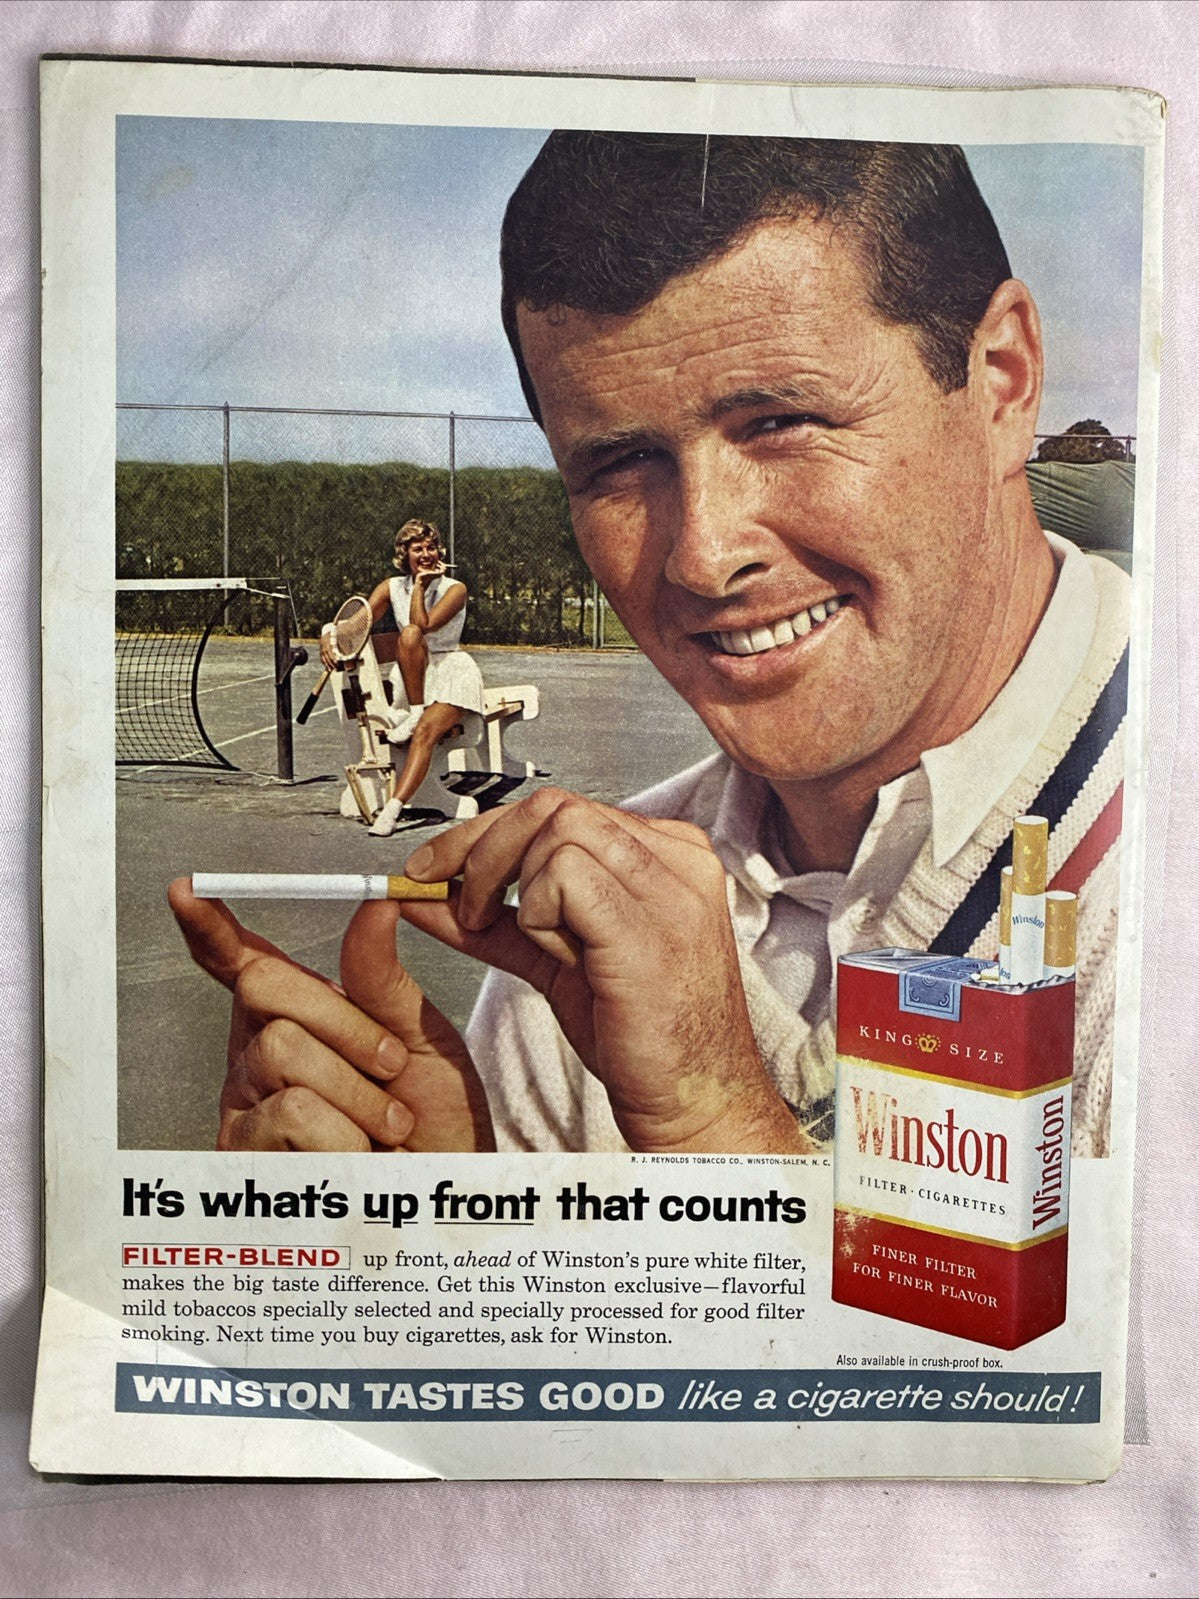 Winston
Winston
KING SIZE
Winston
FILTER · CIGARETTES
FINER FILTER
FOR FINER FLAVOR
Winston
R. J. REYNOLDS TOBACCO CO., WINSTON-SALEM, N. C.
It's what's up front that counts
FILTER-BLEND up front, ahead of Winston's pure white filter,
makes the big taste difference. Get this Winston exclusive—flavorful
mild tobaccos specially selected and specially processed for good filter
smoking. Next time you buy cigarettes, ask for Winston.
Also available in crush-proof box.
WINSTON TASTES GOOD like a cigarette should!